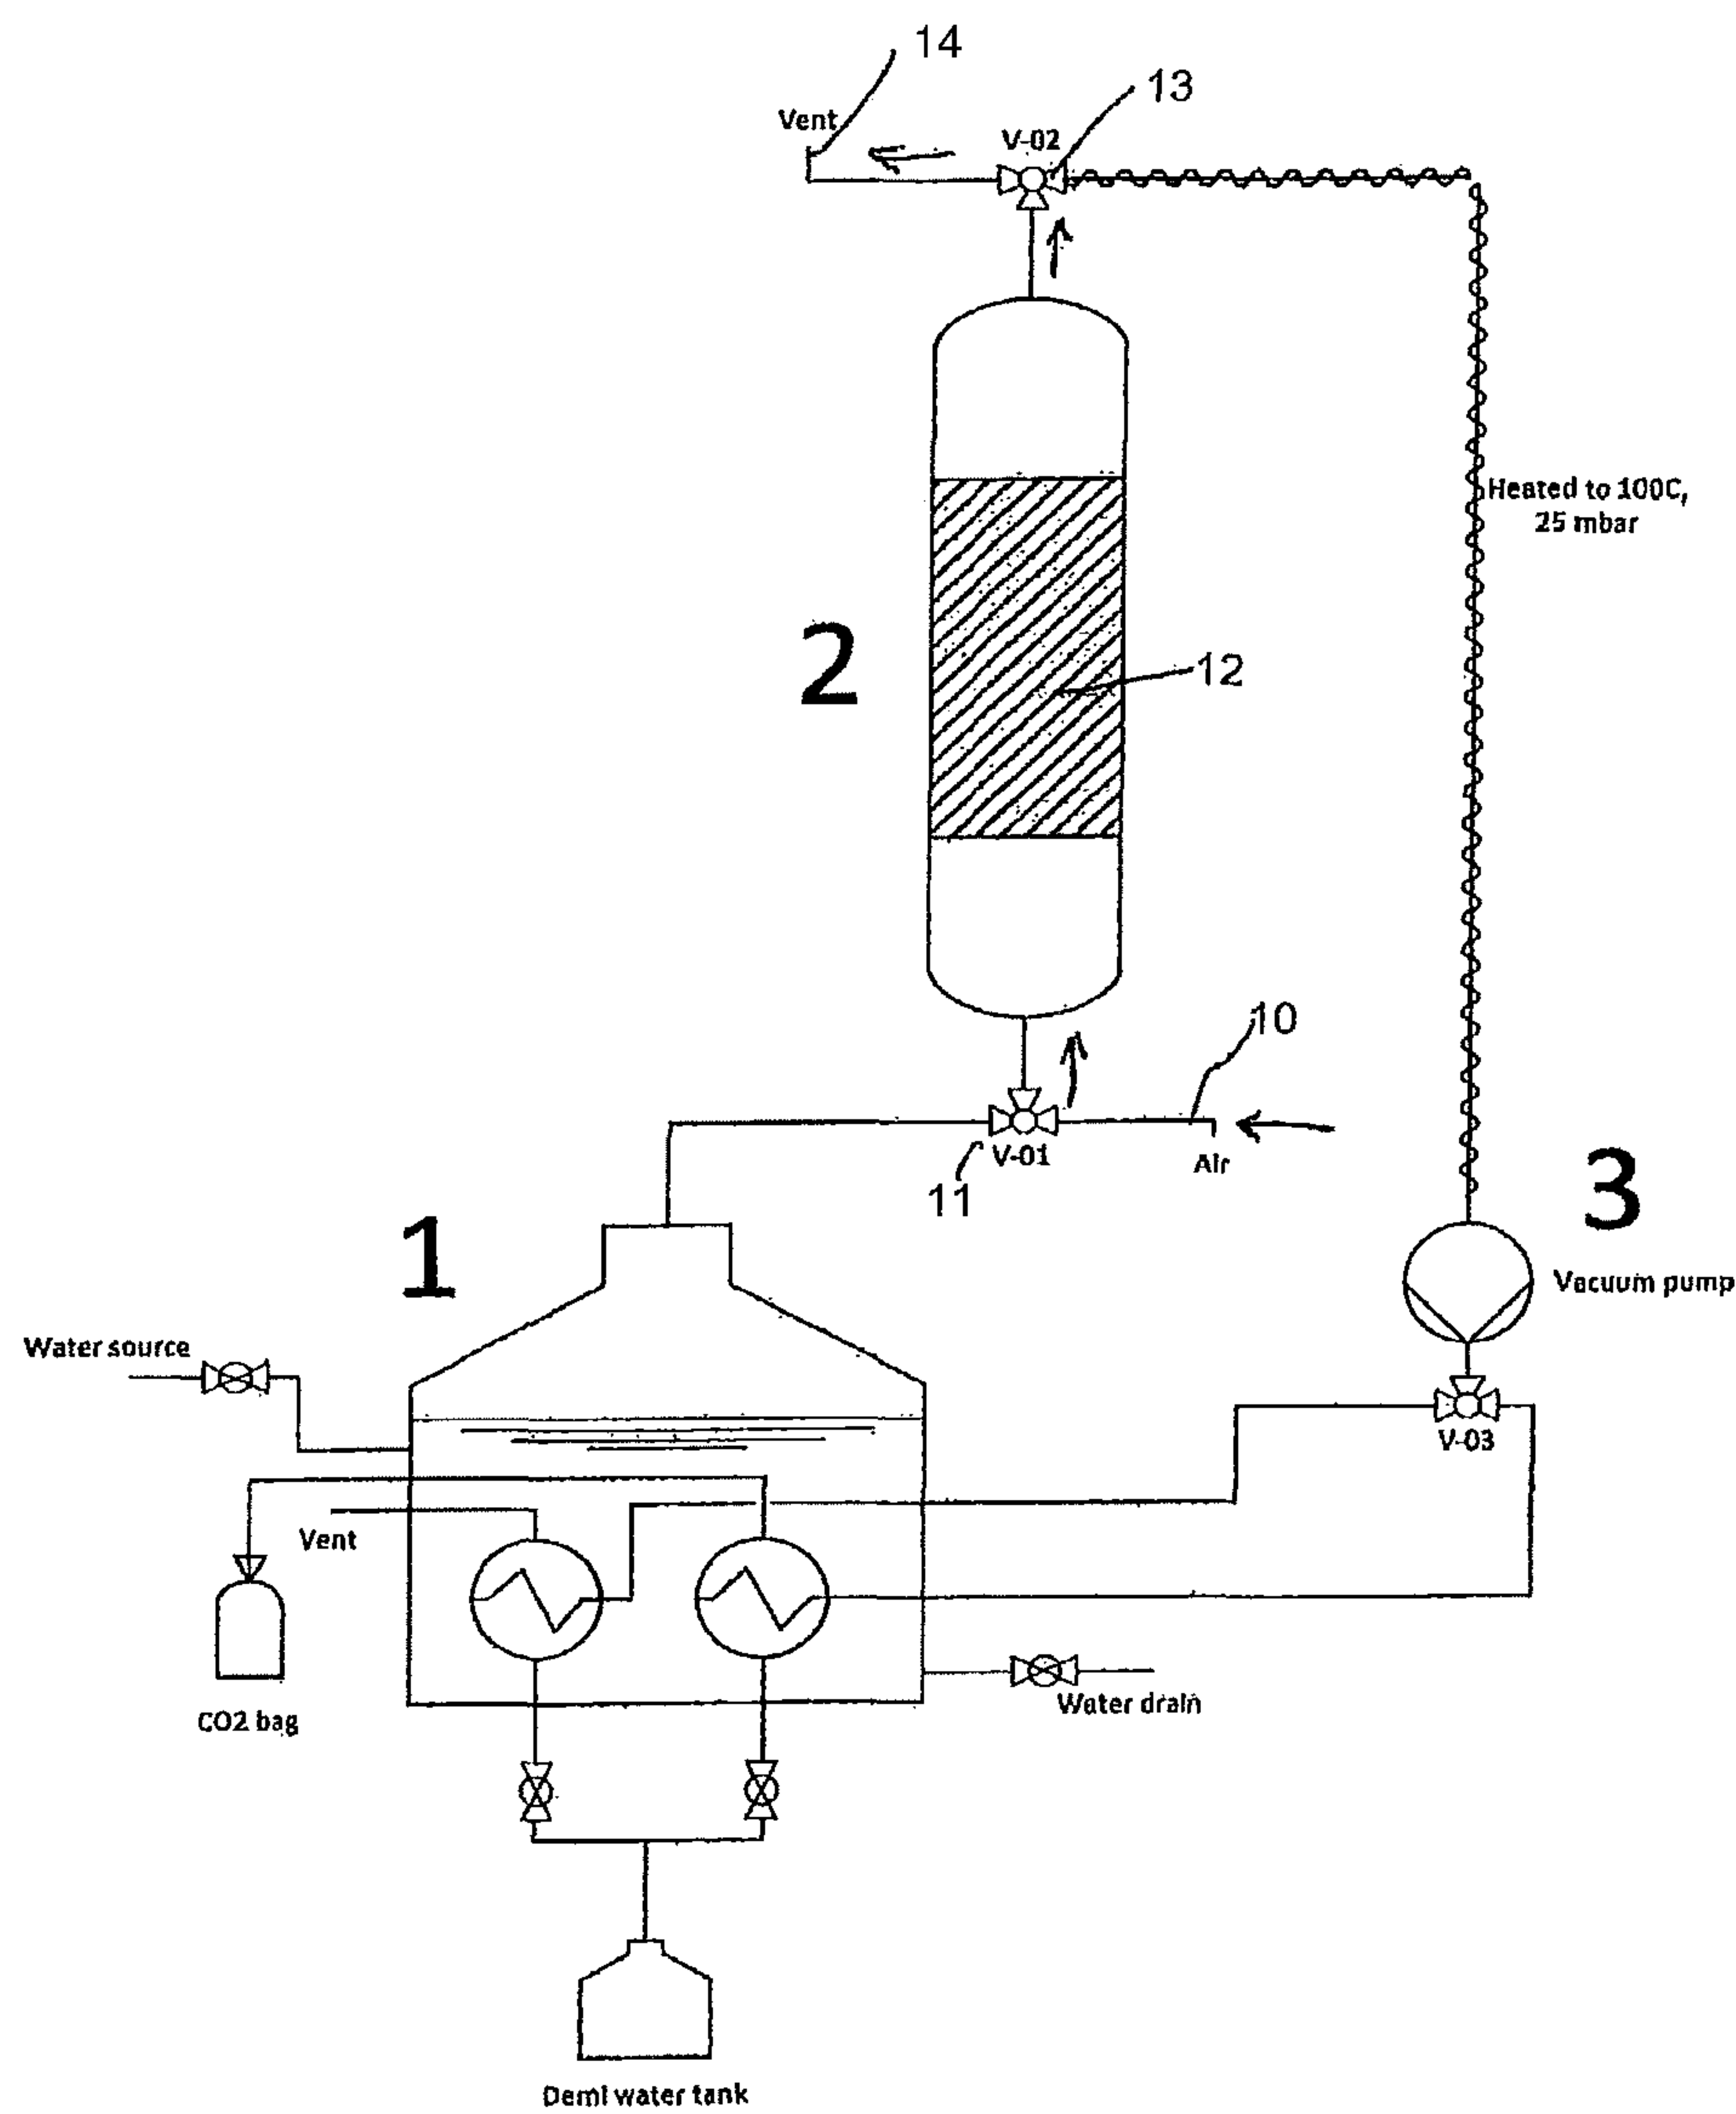 14
13
Vent
V-02
Heated to 100C,
25 mbar
2
12
10
V-01
Air
11
3
1
Vacuum pump
Water source
V-03
Vent
CO2 bag
Water drain
Demi water tank